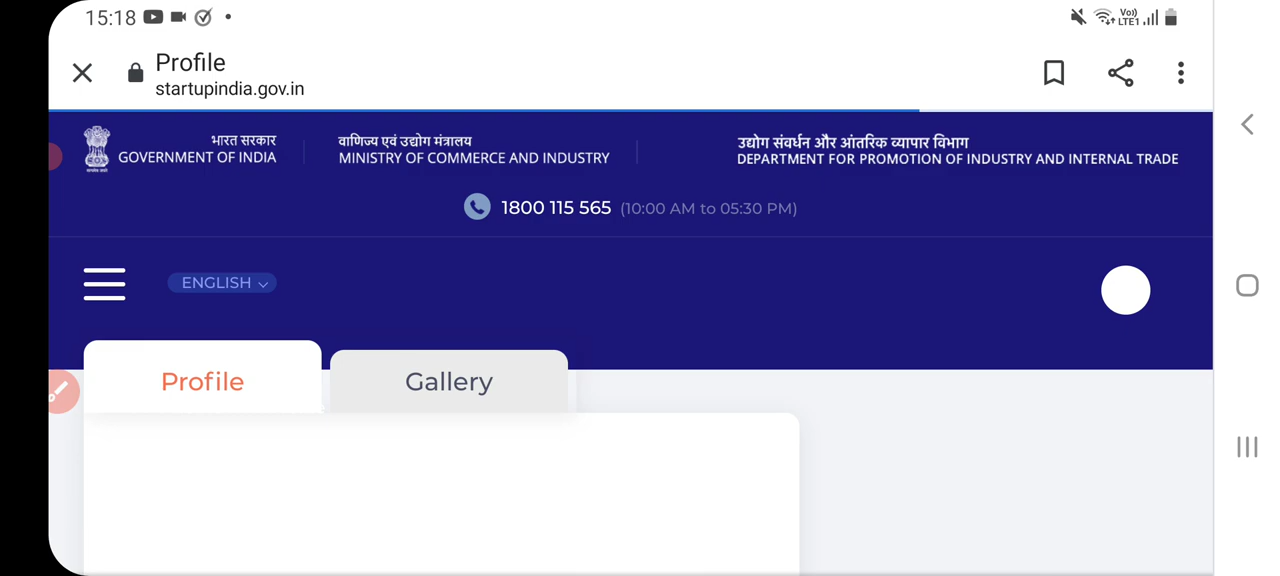 15:18
Vo))
LTE1
Profile
startupindia.gov.in
भारत सरकार
GOVERNMENT OF INDIA
वाणिज्य एवं उद्योग मंत्रालय
MINISTRY OF COMMERCE AND INDUSTRY
उद्योग संवर्धन और आंतरिक व्यापार विभाग
DEPARTMENT FOR PROMOTION OF INDUSTRY AND INTERNAL TRADE
1800 115 565 (10:00 AM to 05:30 PM)
ENGLISH
Profile
Gallery